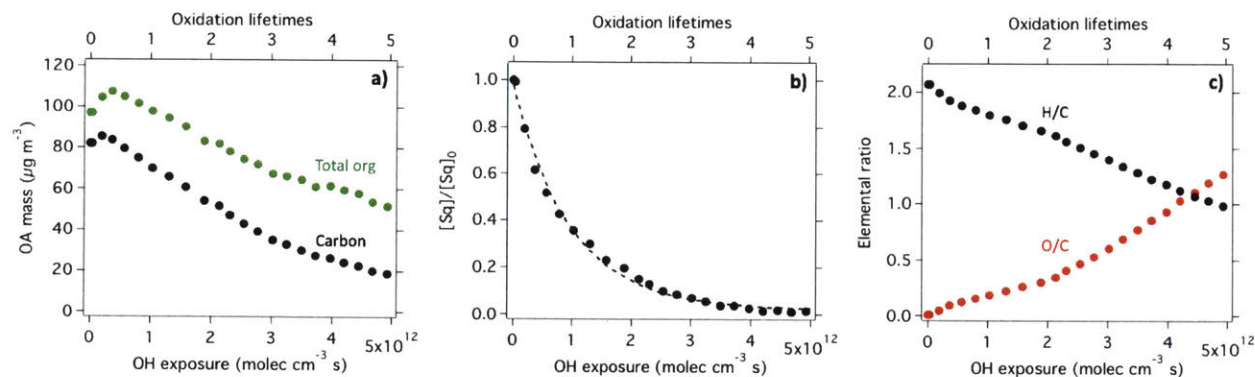 Oxidation lifetimes
0 1 2 3 4 5
a)
120
100
80
60
40
20
0
OA mass (µg m⁻³)
Total org
Carbon
0 1 2 3 4 5x10¹²
OH exposure (molec cm⁻³ s)
Oxidation lifetimes
0 1 2 3 4 5
b)
1.0
0.8
0.6
0.4
0.2
0.0
[Sq]/[Sq]₀
0 1 2 3 4 5x10¹²
OH exposure (molec cm⁻³ s)
Oxidation lifetimes
0 1 2 3 4 5
c)
2.0
1.5
1.0
0.5
0.0
Elemental ratio
H/C
O/C
0 1 2 3 4 5x10¹²
OH exposure (molec cm⁻³ s)